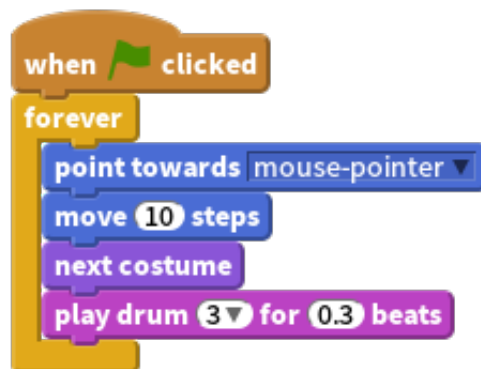 when clicked
forever
point towards mouse-pointer
move 10 steps
next costume
play drum 3 for 0.3 beats